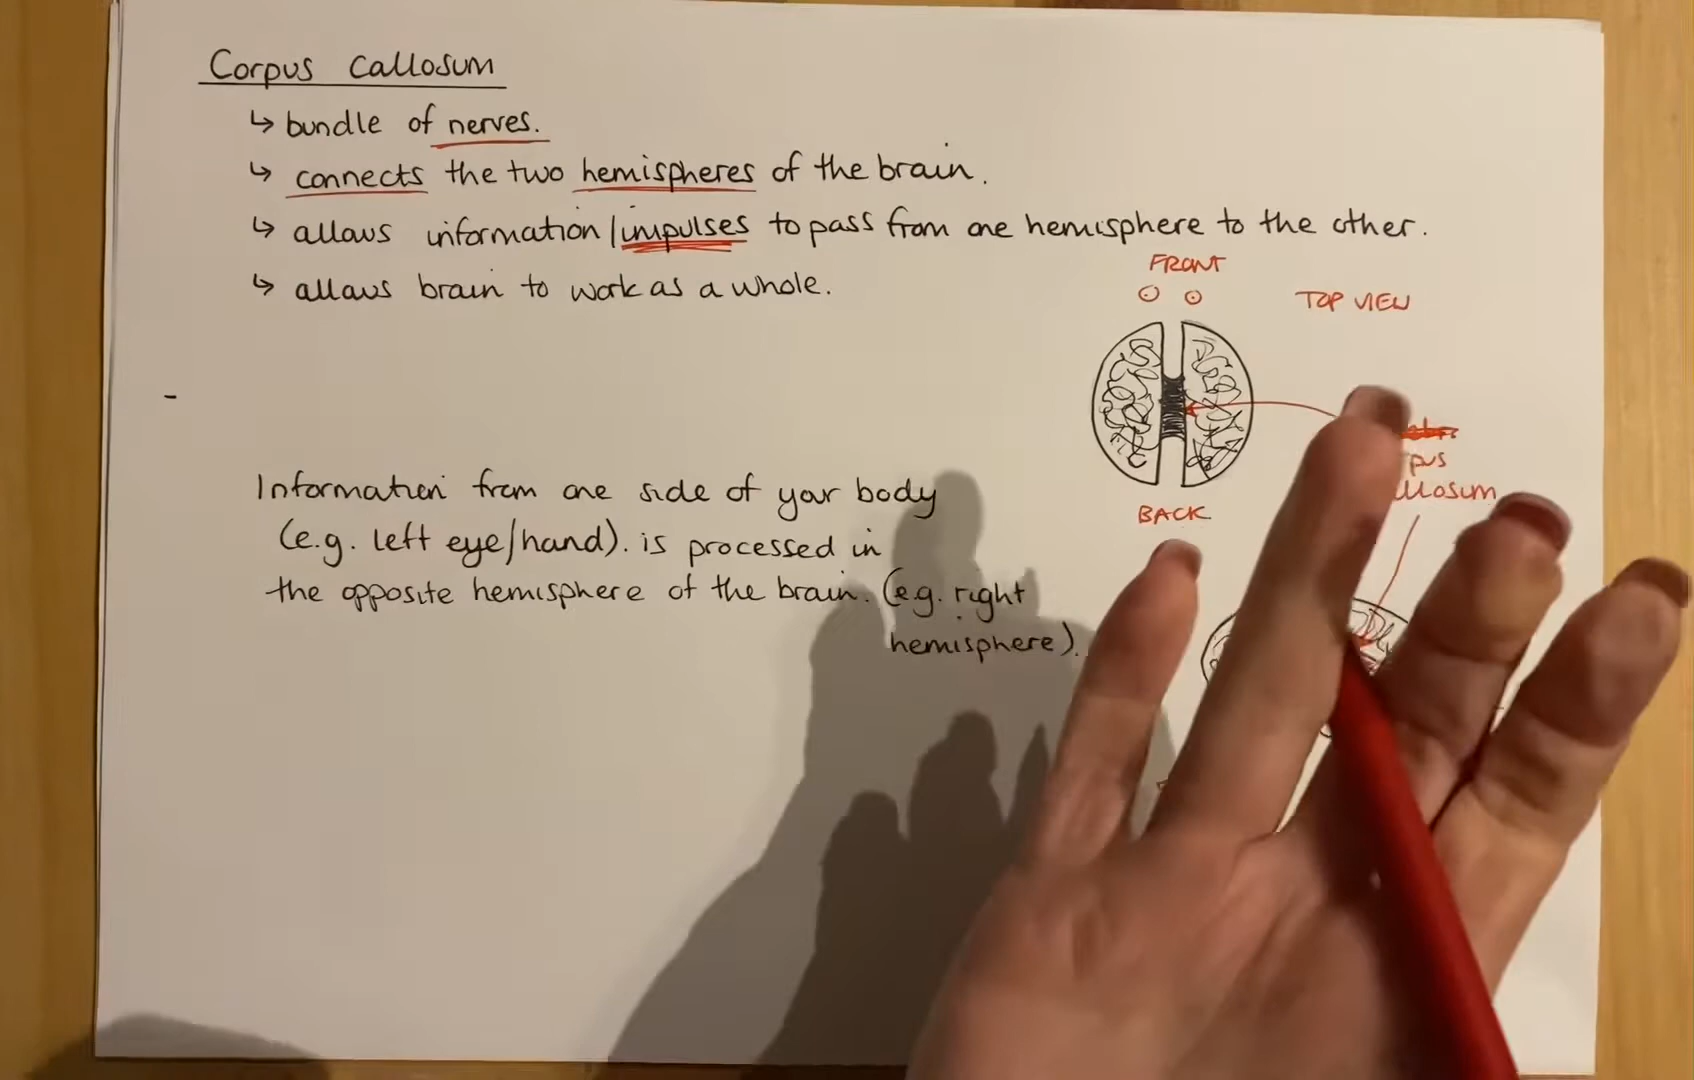 Corpus Callosum
↳ bundle of nerves.
↳ connects the two hemispheres of the brain.
↳ allows information/impulses to pass from one hemisphere to the other.
↳ allows brain to work as a whole.
FRONT
TOP VIEW
BACK
pus
llosum
Information from one side of your body
(e.g. left eye/hand). is processed in
the opposite hemisphere of the brain. (e.g. right
hemisphere).